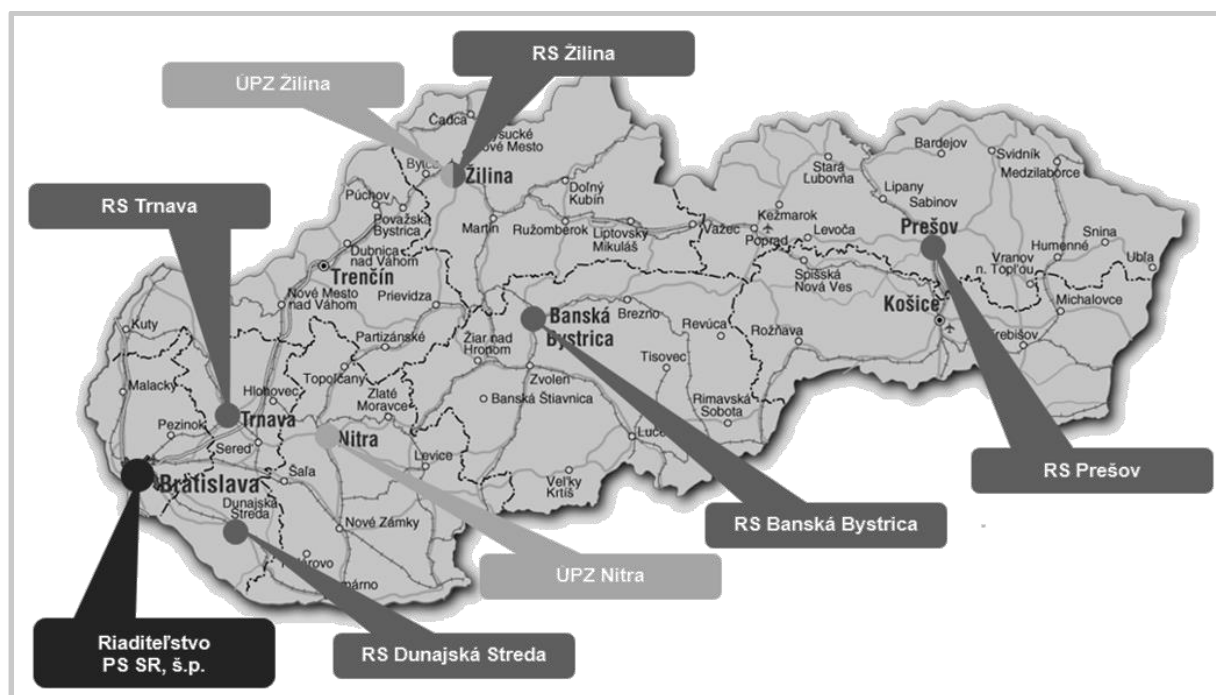 RS Žilina
ÚPZ Žilina
Čadca
Kysucké
Nové Mesto
Bytča
Žilina
RS Trnava
Púchov
Považská
Bystrica
Dubnica
nad Váhom
Trenčín
Nové Mesto
nad Váhom
Prievidza
Partizánské
Martin
Dolný
Kubín
Ružomberok
Liptovský
Mikuláš
Važec
Stará
Lubovňa
Kežmarok
Poprad
Levoča
Spišská
Nová Ves
Bardejov
Svidník
Medzilaborce
Lipany
Sabinov
Prešov
Snina
Humenné
Ubľa
Vranov
n. Topľou
Michalovce
Košice
Trebišov
Kuty
Malacky
Pezinok
Hlohovec
Trnava
Sereď
Bratislava
Dunajská
Streda
Šaľa
Topoľčany
Zlaté
Moravce
Nitra
Levice
Nové Zámky
Žiar nad
Hronom
Banská
Bystrica
Brezno
Zvolen
Banská Štiavnica
Tisovec
Revúca
Rožňava
Rimavská
Sobota
Veľký
Krtíš
RS Prešov
RS Banská Bystrica
ÚPZ Nitra
RS Dunajská Streda
Riaditeľstvo
PS SR, š.p.